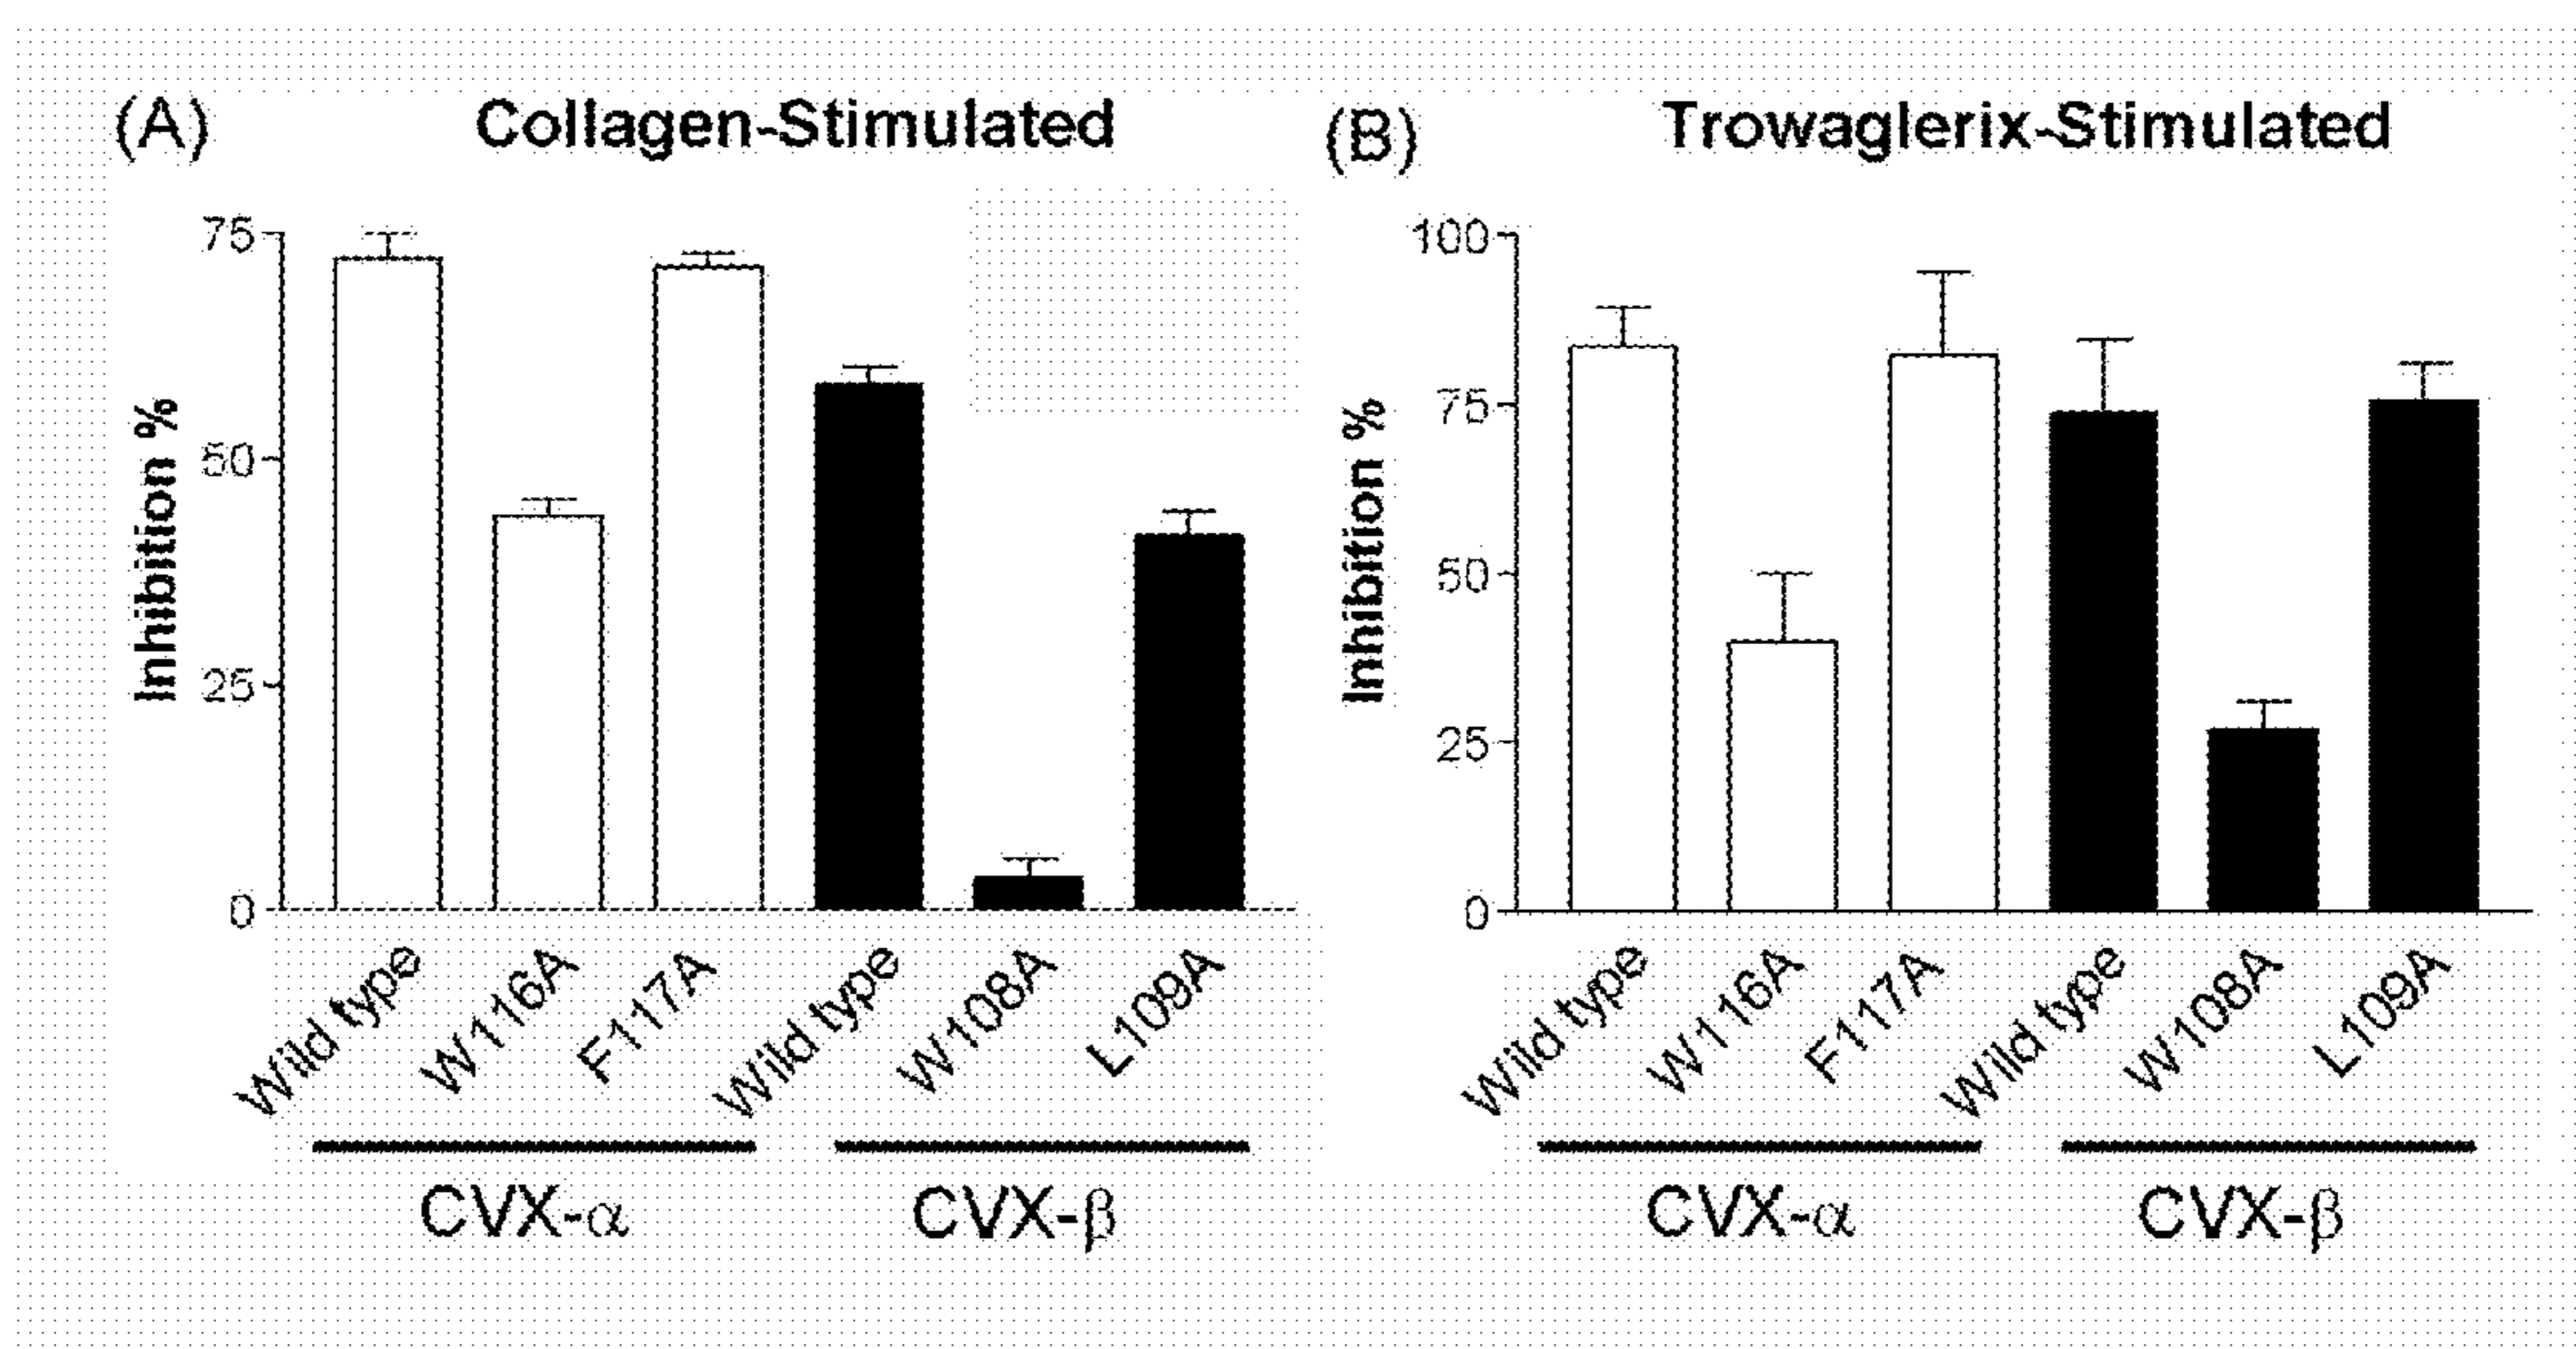 (A) Collagen-Stimulated
Inhibition %
75
50
25
0
Wild type
W116A
F117A
Wild type
W108A
L109A
CVX-α
CVX-β
(B) Trowaglerix-Stimulated
Inhibition %
100
75
50
25
0
Wild type
W116A
F117A
Wild type
W108A
L109A
CVX-α
CVX-β